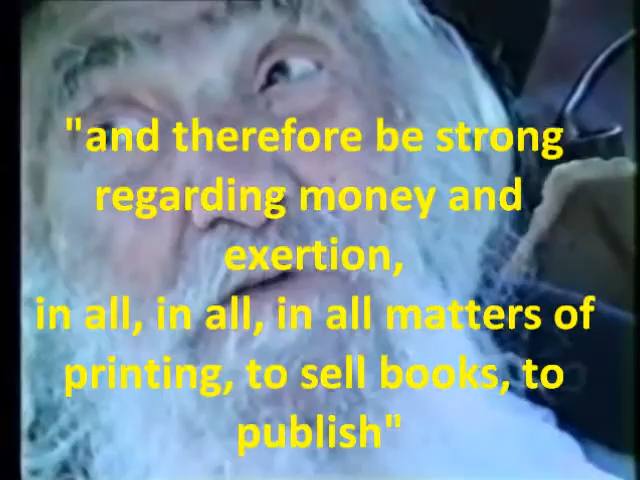 "and therefore be strong
regarding money and
exertion,
in all, in all, in all matters of
printing, to sell books, to
publish"